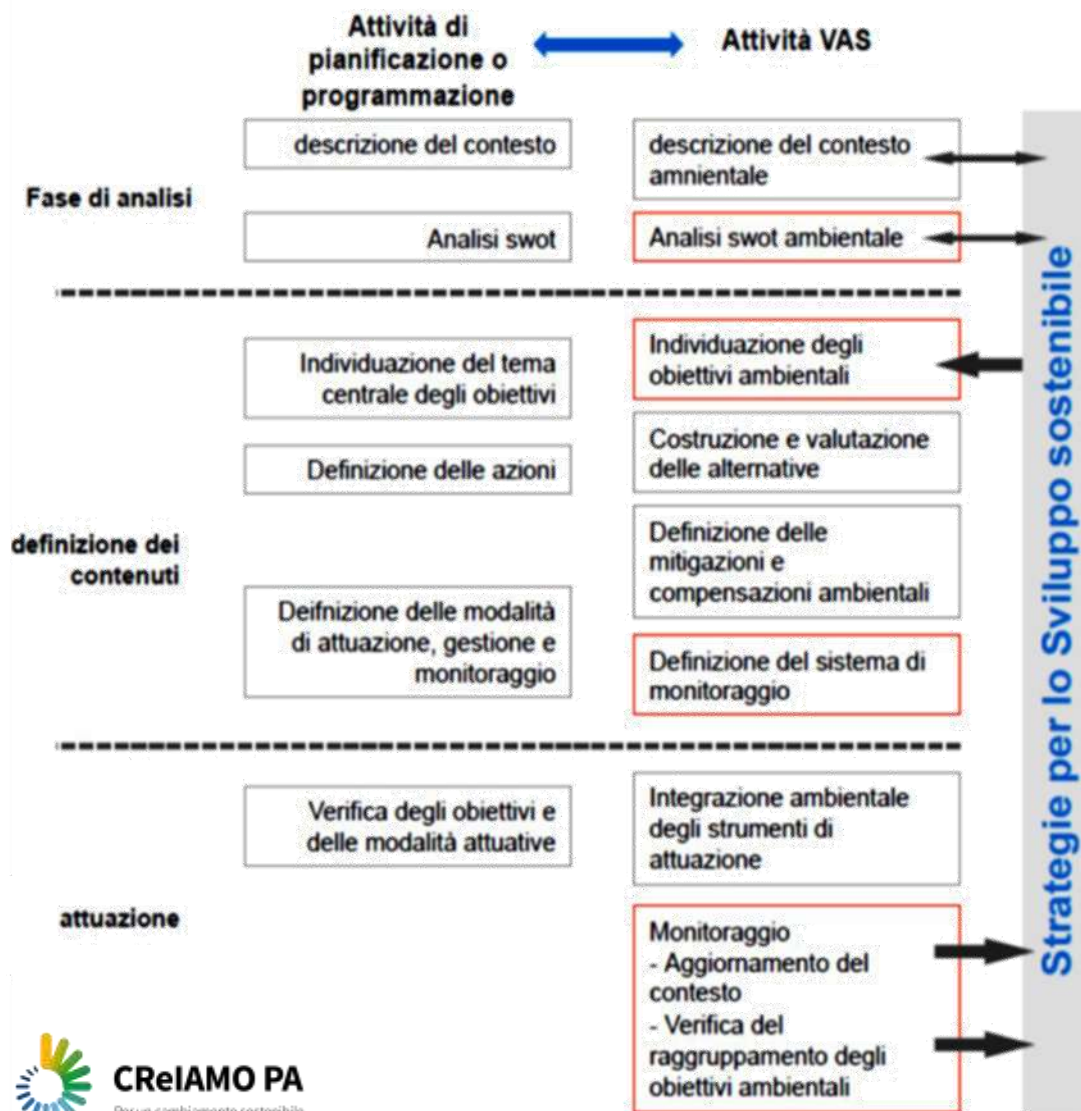 Attività di
pianificazione o
programmazione
Attività VAS
Fase di analisi
descrizione del contesto
descrizione del contesto
amnientale
Analisi swot
Analisi swot ambientale
definizione dei
contenuti
Individuazione del tema
centrale degli obiettivi
Individuazione degli
obiettivi ambientali
Definizione delle azioni
Costruzione e valutazione
delle alternative
Definizione delle
mitigazioni e
compensazioni ambientali
Deifnizione delle modalità
di attuazione, gestione e
monitoraggio
Definizione del sistema di
monitoraggio
attuazione
Verifica degli obiettivi e
delle modalità attuative
Integrazione ambientale
degli strumenti di
attuazione
Monitoraggio
- Aggiornamento del
contesto
- Verifica del
raggruppamento degli
obiettivi ambientali
Strategie per lo Sviluppo sostenibile
CReIAMO PA
Per un cambiamento sostenibile